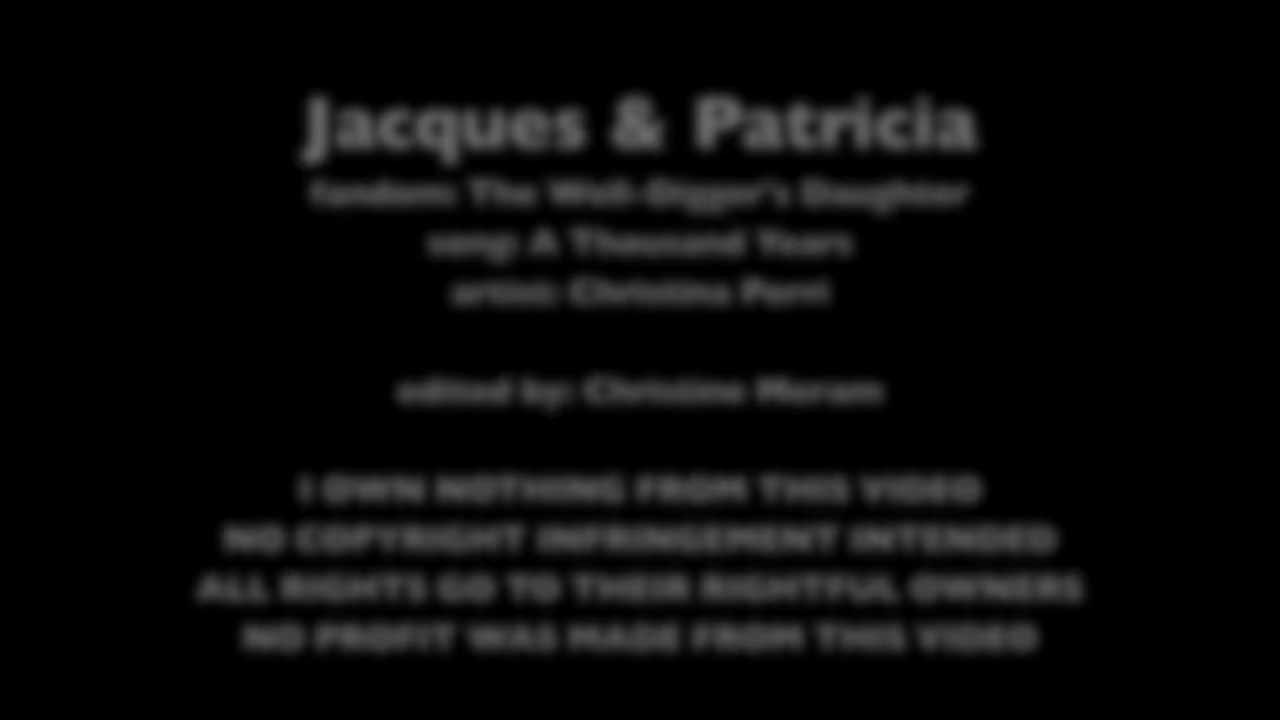 Jacques & Patricia
fandom: The Well-Digger's Daughter
song: A Thousand Years
artist: Christina Perri
edited by: Christine Meram
I OWN NOTHING FROM THIS VIDEO
NO COPYRIGHT INFRINGEMENT INTENDED
ALL RIGHTS GO TO THEIR RIGHTFUL OWNERS
NO PROFIT WAS MADE FROM THIS VIDEO